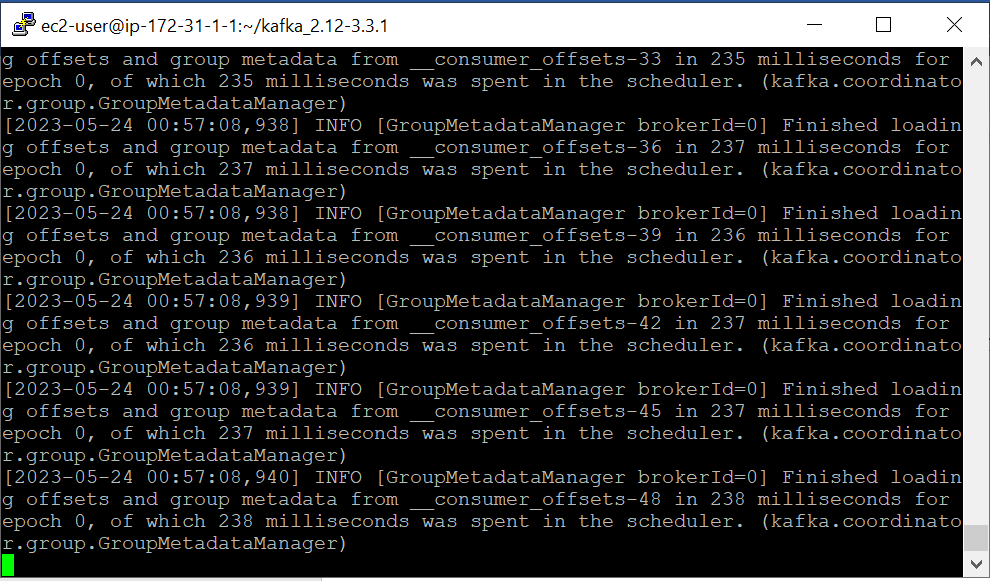 ec2-user@ip-172-31-1-1:~/kafka_2.12-3.3.1
g offsets and group metadata from __consumer_offsets-33 in 235 milliseconds for
epoch 0, of which 235 milliseconds was spent in the scheduler. (kafka.coordinato
r.group.GroupMetadataManager)
[2023-05-24 00:57:08,938] INFO [GroupMetadataManager brokerId=0] Finished loadin
g offsets and group metadata from __consumer_offsets-36 in 237 milliseconds for
epoch 0, of which 237 milliseconds was spent in the scheduler. (kafka.coordinato
r.group.GroupMetadataManager)
[2023-05-24 00:57:08,938] INFO [GroupMetadataManager brokerId=0] Finished loadin
g offsets and group metadata from __consumer_offsets-39 in 236 milliseconds for
epoch 0, of which 236 milliseconds was spent in the scheduler. (kafka.coordinato
r.group.GroupMetadataManager)
[2023-05-24 00:57:08,939] INFO [GroupMetadataManager brokerId=0] Finished loadin
g offsets and group metadata from __consumer_offsets-42 in 237 milliseconds for
epoch 0, of which 236 milliseconds was spent in the scheduler. (kafka.coordinato
r.group.GroupMetadataManager)
[2023-05-24 00:57:08,939] INFO [GroupMetadataManager brokerId=0] Finished loadin
g offsets and group metadata from __consumer_offsets-45 in 237 milliseconds for
epoch 0, of which 237 milliseconds was spent in the scheduler. (kafka.coordinato
r.group.GroupMetadataManager)
[2023-05-24 00:57:08,940] INFO [GroupMetadataManager brokerId=0] Finished loadin
g offsets and group metadata from __consumer_offsets-48 in 238 milliseconds for
epoch 0, of which 238 milliseconds was spent in the scheduler. (kafka.coordinato
r.group.GroupMetadataManager)